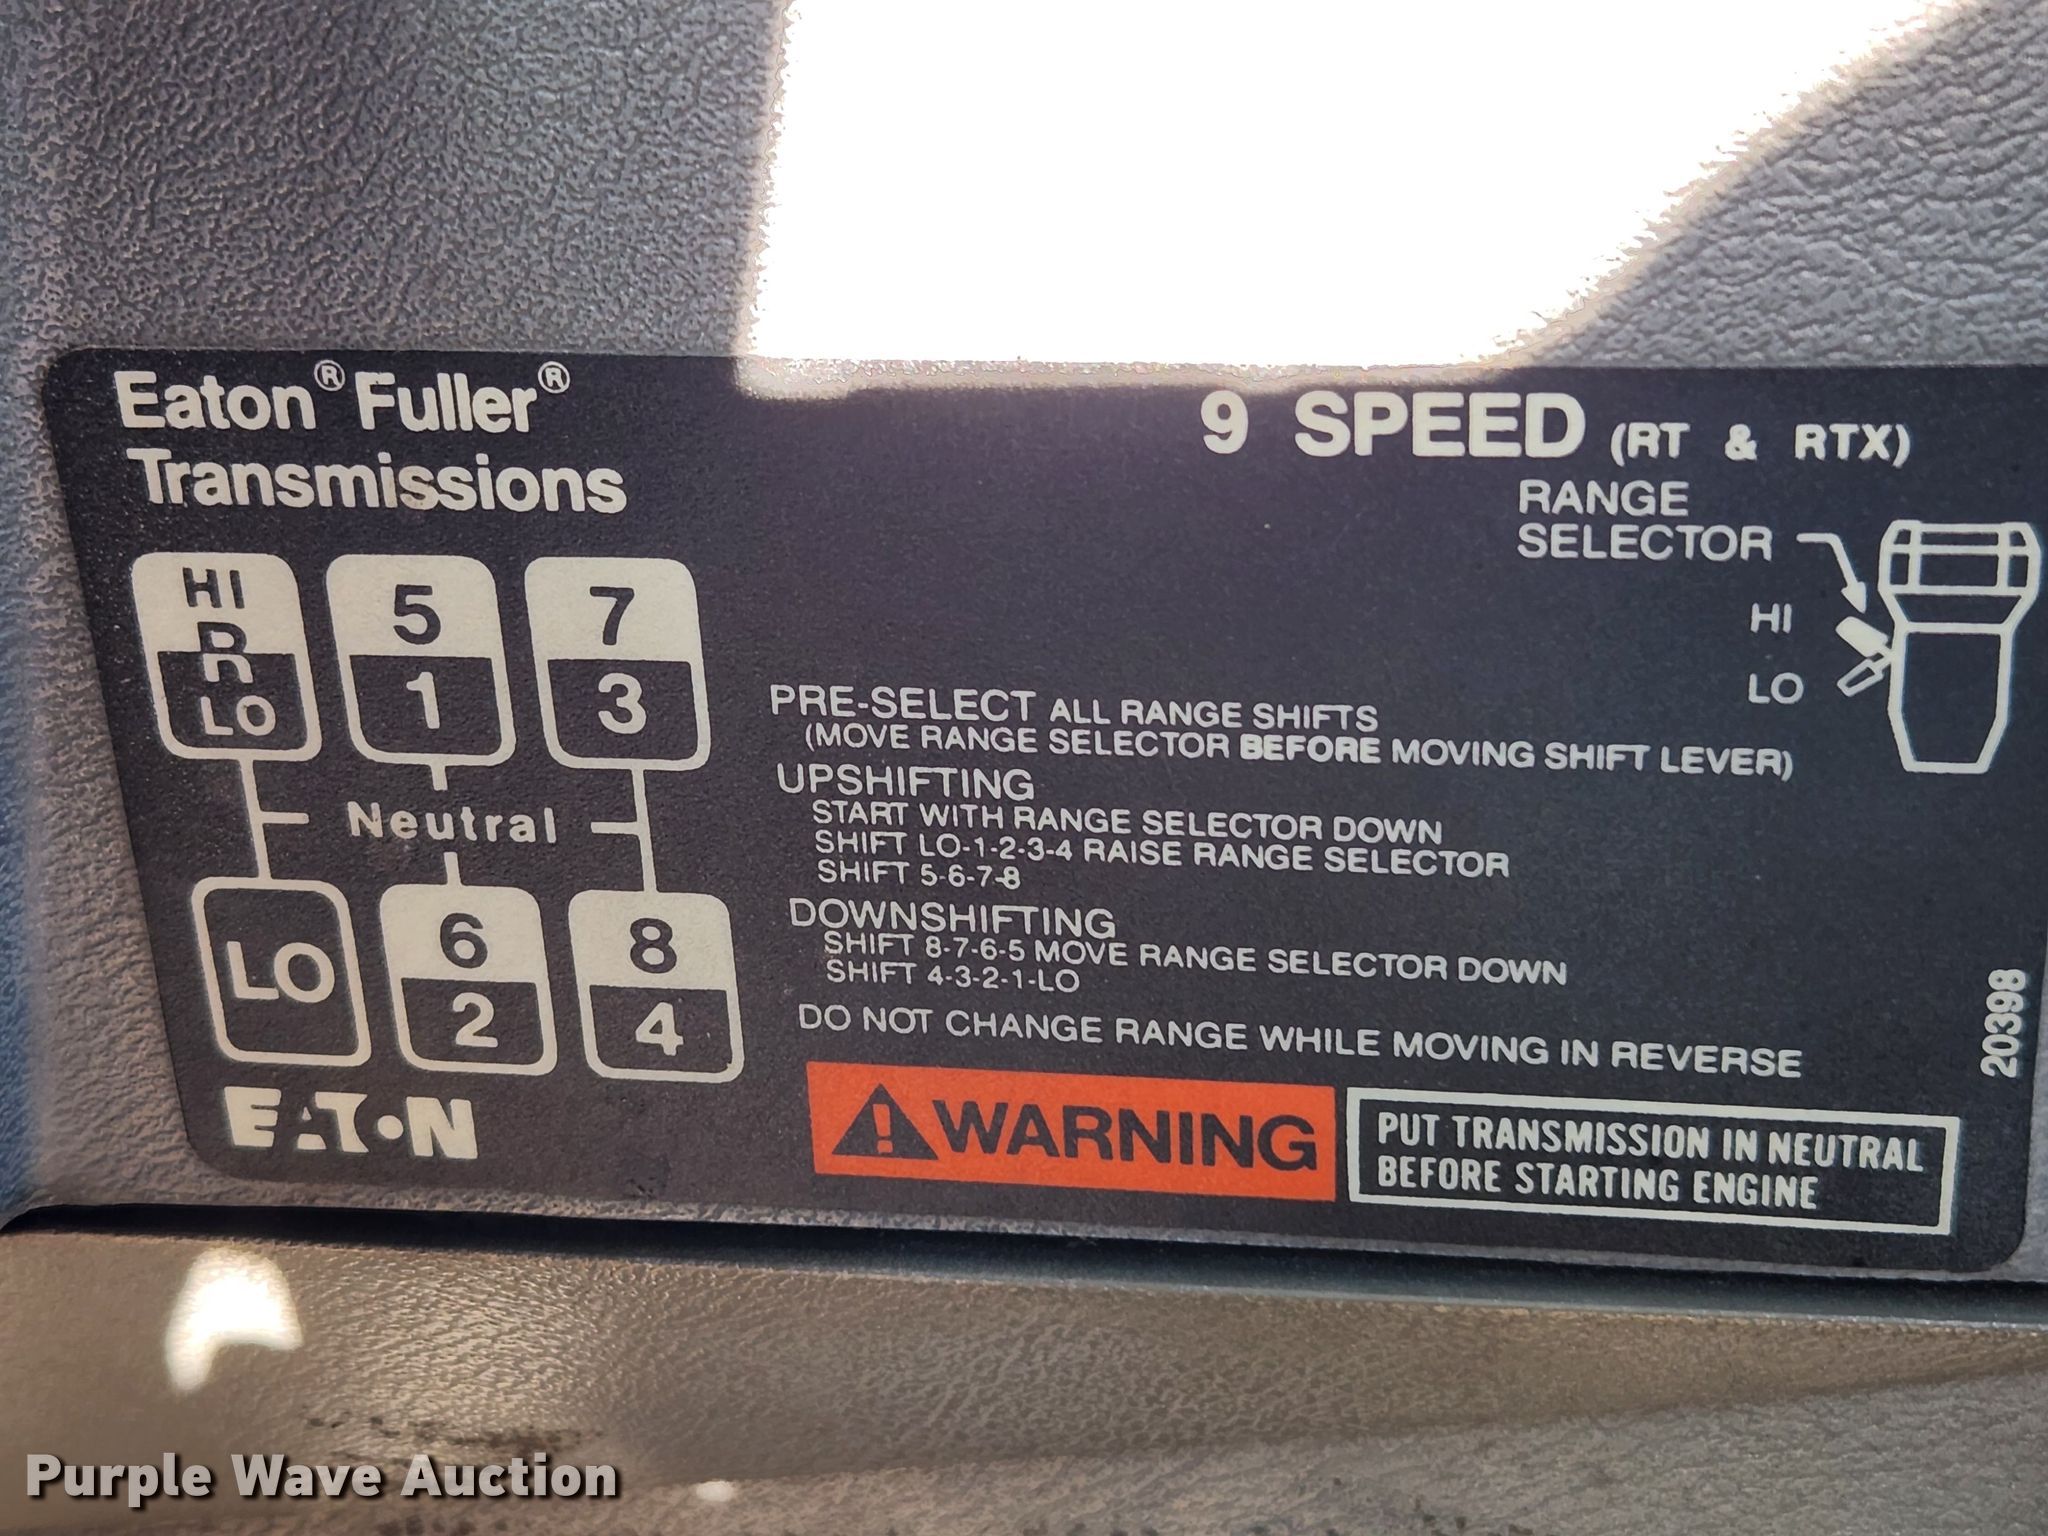 Eaton® Fuller®
Transmissions
9 SPEED (RT & RTX)
RANGE
SELECTOR
HI
LO
HI
R
LO
5
1
7
3
Neutral
LO
6
2
8
4
PRE-SELECT ALL RANGE SHIFTS
(MOVE RANGE SELECTOR BEFORE MOVING SHIFT LEVER)
UPSHIFTING
START WITH RANGE SELECTOR DOWN
SHIFT LO-1-2-3-4 RAISE RANGE SELECTOR
SHIFT 5-6-7-8
DOWNSHIFTING
SHIFT 8-7-6-5 MOVE RANGE SELECTOR DOWN
SHIFT 4-3-2-1-LO
DO NOT CHANGE RANGE WHILE MOVING IN REVERSE
20398
EATON
WARNING
PUT TRANSMISSION IN NEUTRAL
BEFORE STARTING ENGINE
Purple Wave Auction